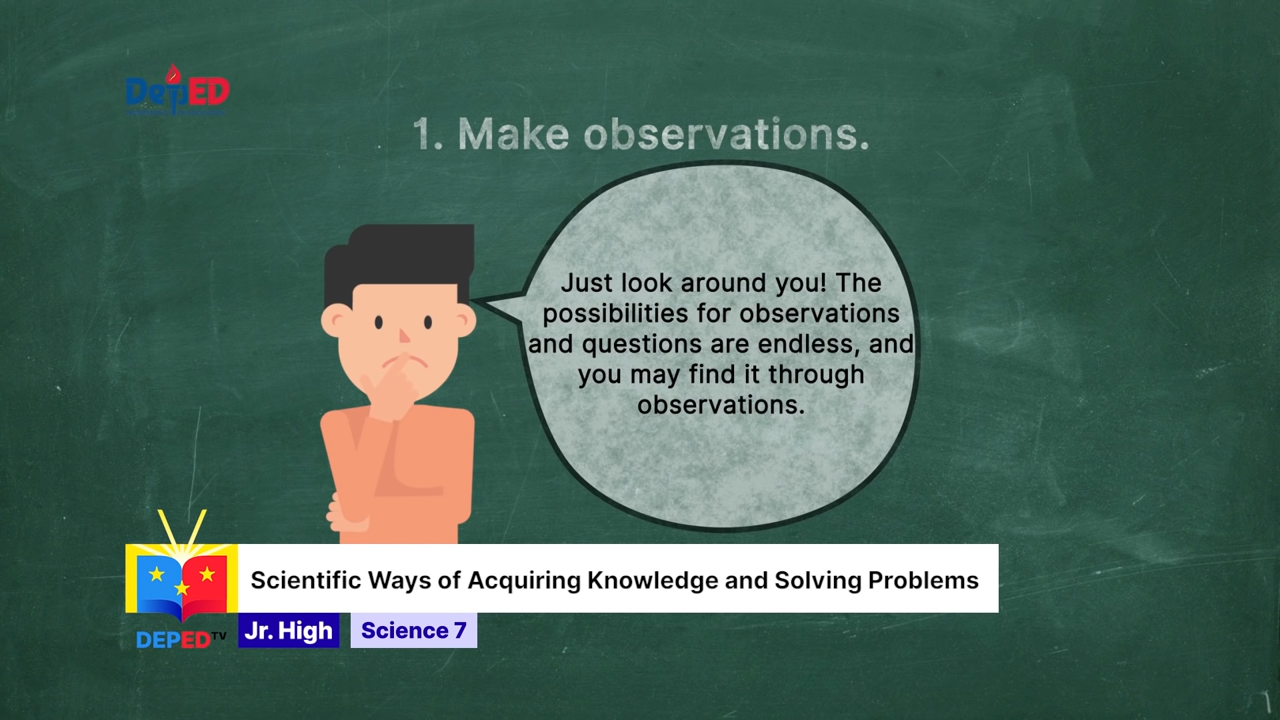 DepED
1. Make observations.
Just look around you! The
possibilities for observations
and questions are endless, and
you may find it through
observations.
Scientific Ways of Acquiring Knowledge and Solving Problems
DEPED TV
Jr. High
Science 7